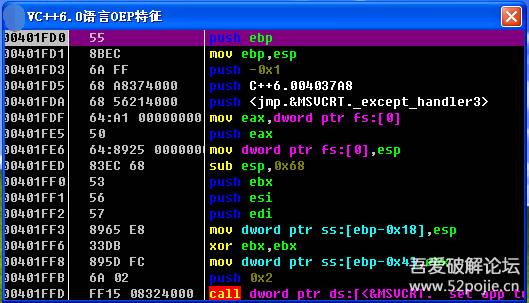 VC++6.0语言OEP特征
00401FD0 55 push ebp
00401FD1 8BEC mov ebp,esp
00401FD3 6A FF push -0x1
00401FD5 68 A8374000 push C++6.004037A8
00401FDA 68 56214000 push <jmp.&MSVCRT._except_handler3>
00401FDF 64:A1 00000000 mov eax,dword ptr fs:[0]
00401FE5 50 push eax
00401FE6 64:8925 0000000 mov dword ptr fs:[0],esp
00401FED 83EC 68 sub esp,0x68
00401FF0 53 push ebx
00401FF1 56 push esi
00401FF2 57 push edi
00401FF3 8965 E8 mov dword ptr ss:[ebp-0x18],esp
00401FF6 33DB xor ebx,ebx
00401FF8 895D FC mov dword ptr ss:[ebp-0x4],ebx
00401FFB 6A 02 push 0x2
00401FFD FF15 08324000 call dword ptr ds:[<&MSVCRT.
吾爱破解论坛
www.52pojie.cn